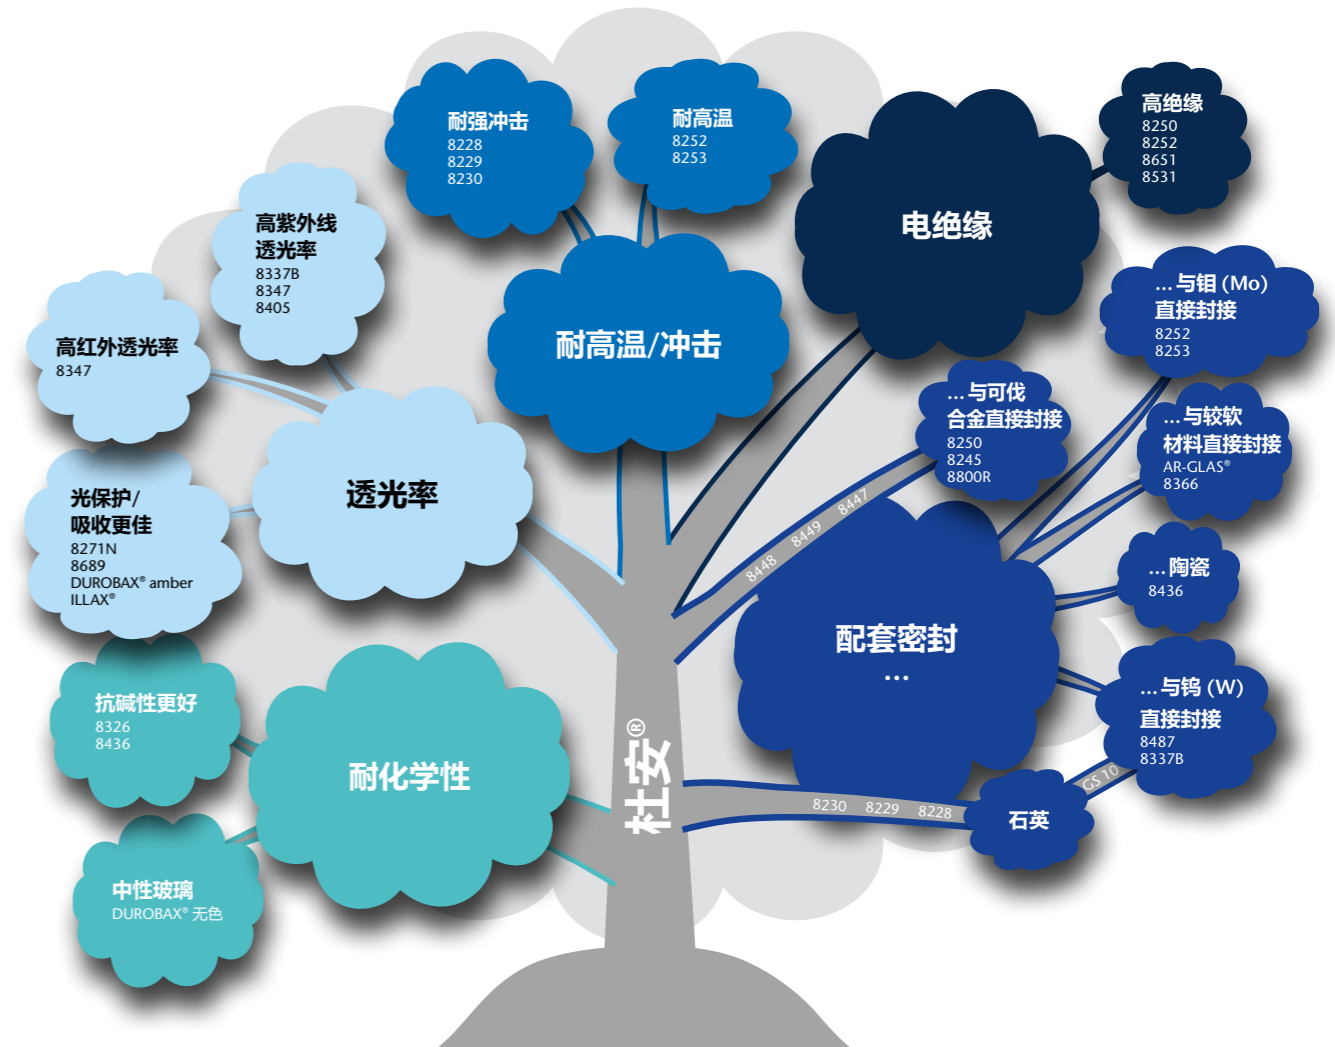 耐强冲击
8228
8229
8230
耐高温
8252
8253
高绝缘
8250
8252
8651
8531
电绝缘
高紫外线
透光率
8337B
8347
8405
高红外透光率
8347
耐高温/冲击
...与钼 (Mo)
直接封接
8252
8253
...与可伐
合金直接封接
8250
8245
8800R
...与较软
材料直接封接
AR-GLAS®
8366
光保护/
吸收更佳
8271N
8689
DUROBAX® amber
ILLAX®
透光率
8448 8449 8447
...陶瓷
8436
配套密封
...
抗碱性更好
8326
8436
耐化学性
杜安®
...与钨 (W)
直接封接
8487
8337B
GS 10
8230 8229 8228
石英
中性玻璃
DUROBAX® 无色